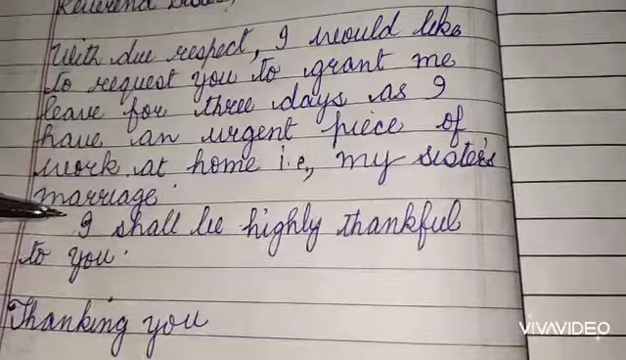 Reverend
With due respect, I would like
to request you to grant me
leave for three days as I
have an urgent piece of
work at home i.e., my sister's
marriage.
I shall be highly thankful
to you.
Thanking you
VIVAVIDEO